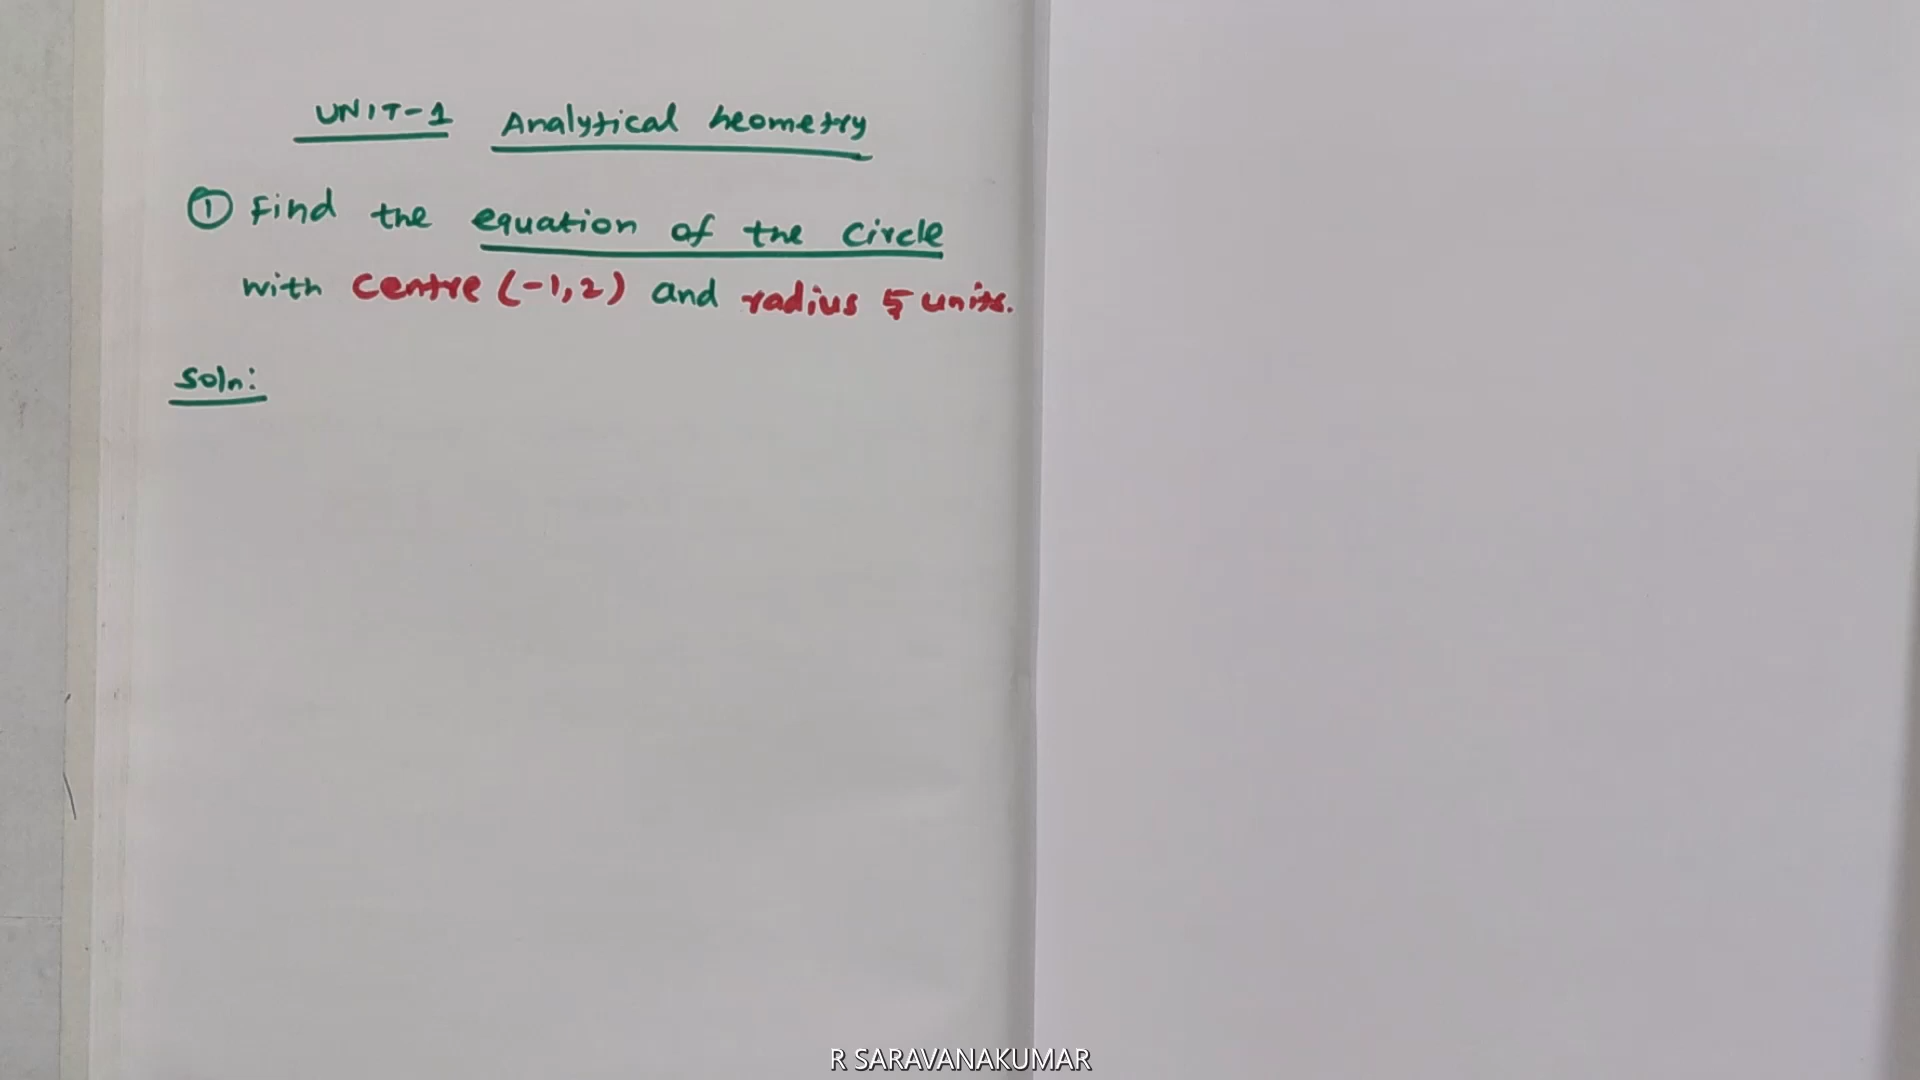 UNIT-1 Analytical Geometry
① Find the equation of the circle
with centre (-1,2) and radius 5 units.
Soln:
R SARAVANAKUMAR